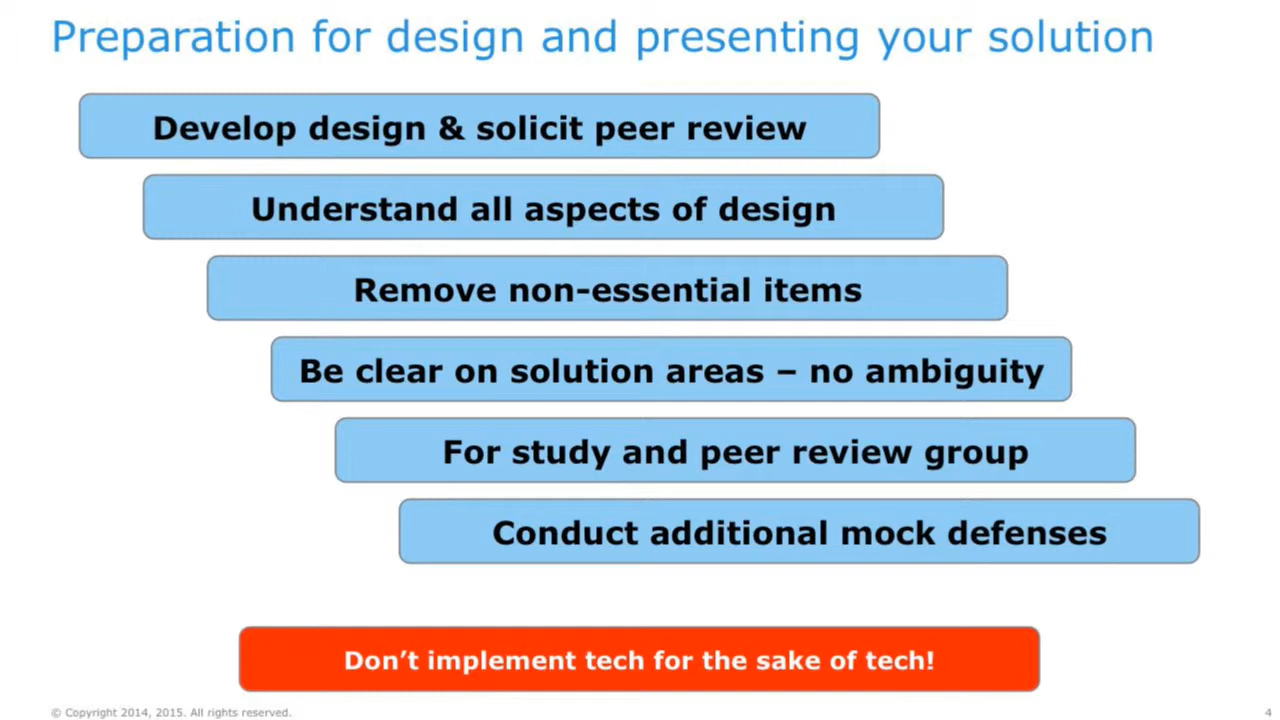 Preparation for design and presenting your solution
Develop design & solicit peer review
Understand all aspects of design
Remove non-essential items
Be clear on solution areas – no ambiguity
For study and peer review group
Conduct additional mock defenses
Don’t implement tech for the sake of tech!
© Copyright 2014, 2015. All rights reserved.
4